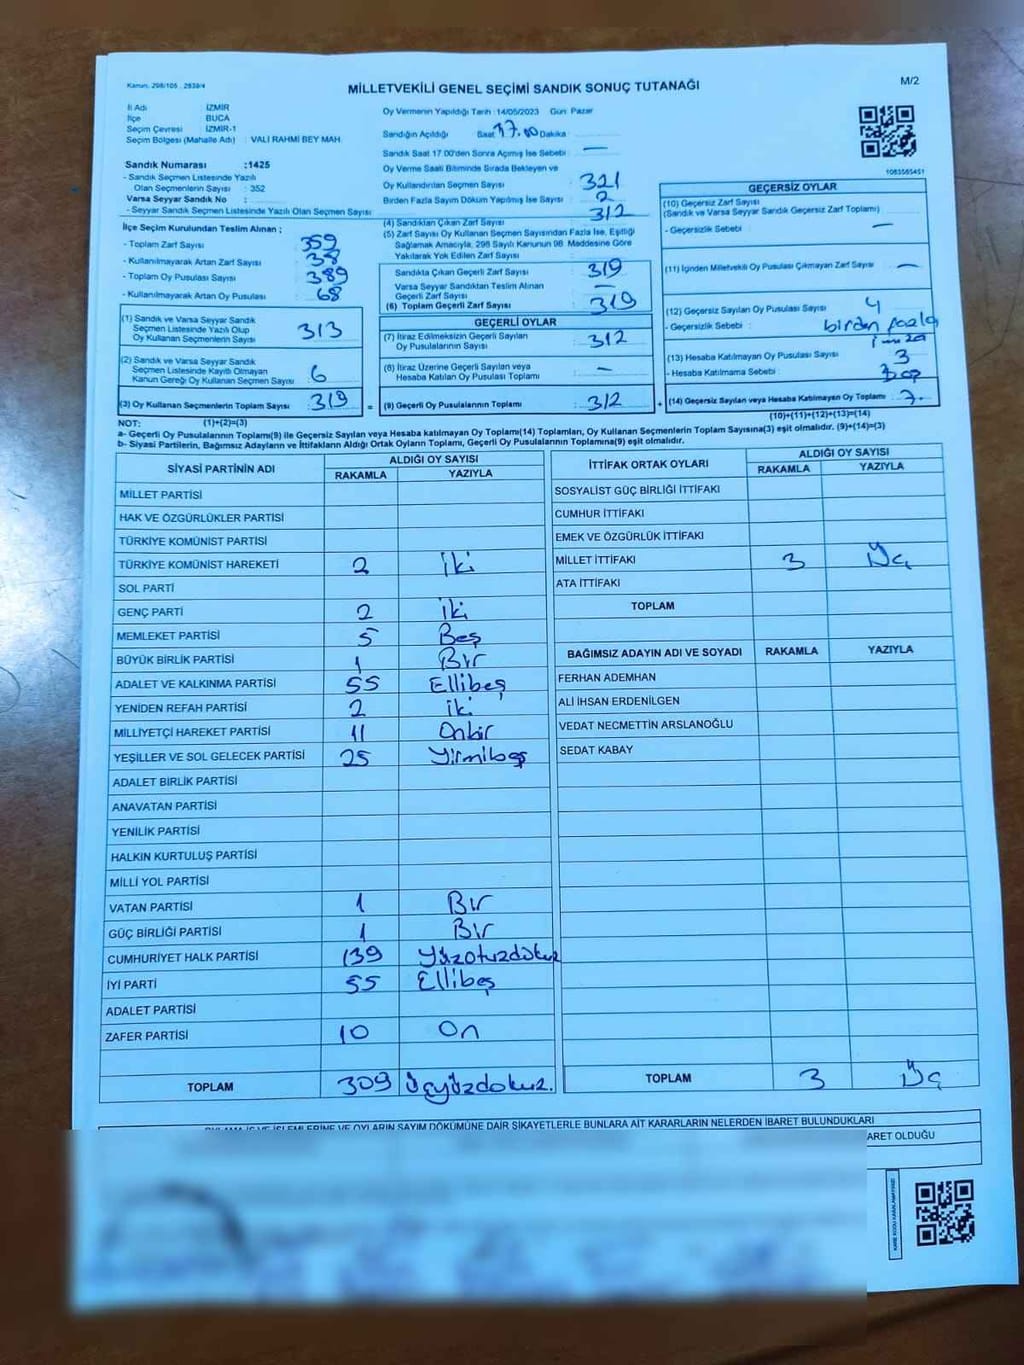 Kanun: 298/105 , 2839/4
MİLLETVEKİLİ GENEL SEÇİMİ SANDIK SONUÇ TUTANAĞI
M/2
İl Adı İZMİR
İlçe BUCA
Seçim Çevresi İZMİR-1
Seçim Bölgesi (Mahalle Adı) : VALİ RAHMİ BEY MAH.
Sandık Numarası :1425
- Sandık Seçmen Listesinde Yazılı
Olan Seçmenlerin Sayısı : 352
Varsa Seyyar Sandık No :
- Seyyar Sandık Seçmen Listesinde Yazılı Olan Seçmen Sayısı
Oy Vermenin Yapıldığı Tarih :14/05/2023 Gün Pazar
Sandığın Açıldığı Saat 17.00 Dakika :
Sandık Saat 17.00'den Sonra Açmış İse Sebebi : —
Oy Verme Saati Bitiminde Sırada Bekleyen ve
Oy Kullandırılan Seçmen Sayısı : 321
Birden Fazla Sayım Döküm Yapılmış İse Sayısı : 2
1083585451
İlçe Seçim Kurulundan Teslim Alınan ;
- Toplam Zarf Sayısı : 359
- Kullanılmayarak Artan Zarf Sayısı : 38
- Toplam Oy Pusulası Sayısı : 389
- Kullanılmayarak Artan Oy Pusulası : 68
(4) Sandıktan Çıkan Zarf Sayısı : 312
(5) Zarf Sayısı Oy Kullanan Seçmen Sayısından Fazla İse, Eşitliği
Sağlamak Amacıyla, 298 Sayılı Kanunun 98. Maddesine Göre
Yakılarak Yok Edilen Zarf Sayısı :
Sandıkta Çıkan Geçerli Zarf Sayısı : 319
Varsa Seyyar Sandıktan Teslim Alınan
Geçerli Zarf Sayısı : —
(6) Toplam Geçerli Zarf Sayısı : 319
GEÇERSİZ OYLAR
(10) Geçersiz Zarf Sayısı
(Sandık ve Varsa Seyyar Sandık Geçersiz Zarf Toplamı) :
- Geçersizlik Sebebi : —
(11) İçinden Milletvekili Oy Pusulası Çıkmayan Zarf Sayısı : —
(12) Geçersiz Sayılan Oy Pusulası Sayısı : 4
- Geçersizlik Sebebi : birden fazla
imza
(13) Hesaba Katılmayan Oy Pusulası Sayısı : 3
- Hesaba Katılmama Sebebi : Boş
(14) Geçersiz Sayılan veya Hesaba Katılmayan Oy Toplamı : 7.
(10)+(11)+(12)+(13)=(14)
(1) Sandık ve Varsa Seyyar Sandık
Seçmen Listesinde Yazılı Olup
Oy Kullanan Seçmenlerin Sayısı : 313
(2) Sandık ve Varsa Seyyar Sandık
Seçmen Listesinde Kayıtlı Olmayan
Kanun Gereği Oy Kullanan Seçmen Sayısı : 6
(3) Oy Kullanan Seçmenlerin Toplam Sayısı : 319
(1)+(2)=(3)
GEÇERLİ OYLAR
(7) İtiraz Edilmeksizin Geçerli Sayılan
Oy Pusulalarının Sayısı : 312
(8) İtiraz Üzerine Geçerli Sayılan veya
Hesaba Katılan Oy Pusulası Toplamı : —
= (9) Geçerli Oy Pusulalarının Toplamı : 312 +
NOT:
a- Geçerli Oy Pusulalarının Toplamı(9) ile Geçersiz Sayılan veya Hesaba katılmayan Oy Toplamı(14) Toplamları, Oy Kullanan Seçmenlerin Toplam Sayısına(3) eşit olmalıdır. (9)+(14)=(3)
b- Siyasi Partilerin, Bağımsız Adayların ve İttifakların Aldığı Ortak Oyların Toplamı, Geçerli Oy Pusulalarının Toplamına(9) eşit olmalıdır.
SİYASİ PARTİNİN ADI ALDIĞI OY SAYISI
RAKAMLA YAZIYLA
MİLLET PARTİSİ
HAK VE ÖZGÜRLÜKLER PARTİSİ
TÜRKİYE KOMÜNİST PARTİSİ
TÜRKİYE KOMÜNİST HAREKETİ 2 iki
SOL PARTİ
GENÇ PARTİ 2 iki
MEMLEKET PARTİSİ 5 Beş
BÜYÜK BİRLİK PARTİSİ 1 Bir
ADALET VE KALKINMA PARTİSİ 55 Ellibeş
YENİDEN REFAH PARTİSİ 2 iki
MİLLİYETÇİ HAREKET PARTİSİ 11 Onbir
YEŞİLLER VE SOL GELECEK PARTİSİ 25 Yirmibeş
ADALET BİRLİK PARTİSİ
ANAVATAN PARTİSİ
YENİLİK PARTİSİ
HALKIN KURTULUŞ PARTİSİ
MİLLİ YOL PARTİSİ
VATAN PARTİSİ 1 Bir
GÜÇ BİRLİĞİ PARTİSİ 1 Bir
CUMHURİYET HALK PARTİSİ 139 Yüzotuzdokuz
İYİ PARTİ 55 Ellibeş
ADALET PARTİSİ
ZAFER PARTİSİ 10 On
TOPLAM 309 Üçyüzdokuz.
İTTİFAK ORTAK OYLARI ALDIĞI OY SAYISI
RAKAMLA YAZIYLA
SOSYALİST GÜÇ BİRLİĞİ İTTİFAKI
CUMHUR İTTİFAKI
EMEK VE ÖZGÜRLÜK İTTİFAKI
MİLLET İTTİFAKI 3 Üç
ATA İTTİFAKI
TOPLAM
BAĞIMSIZ ADAYIN ADI VE SOYADI RAKAMLA YAZIYLA
FERHAN ADEMHAN
ALİ İHSAN ERDENİLGEN
VEDAT NECMETTİN ARSLANOĞLU
SEDAT KABAY
TOPLAM 3 Üç
OYLAMA İŞ VE İŞLEMLERİNE VE OYLARIN SAYIM DÖKÜMÜNE DAİR ŞİKAYETLERLE BUNLARA AİT KARARLARIN NELERDEN İBARET BULUNDUKLARI
ARET OLDUĞU